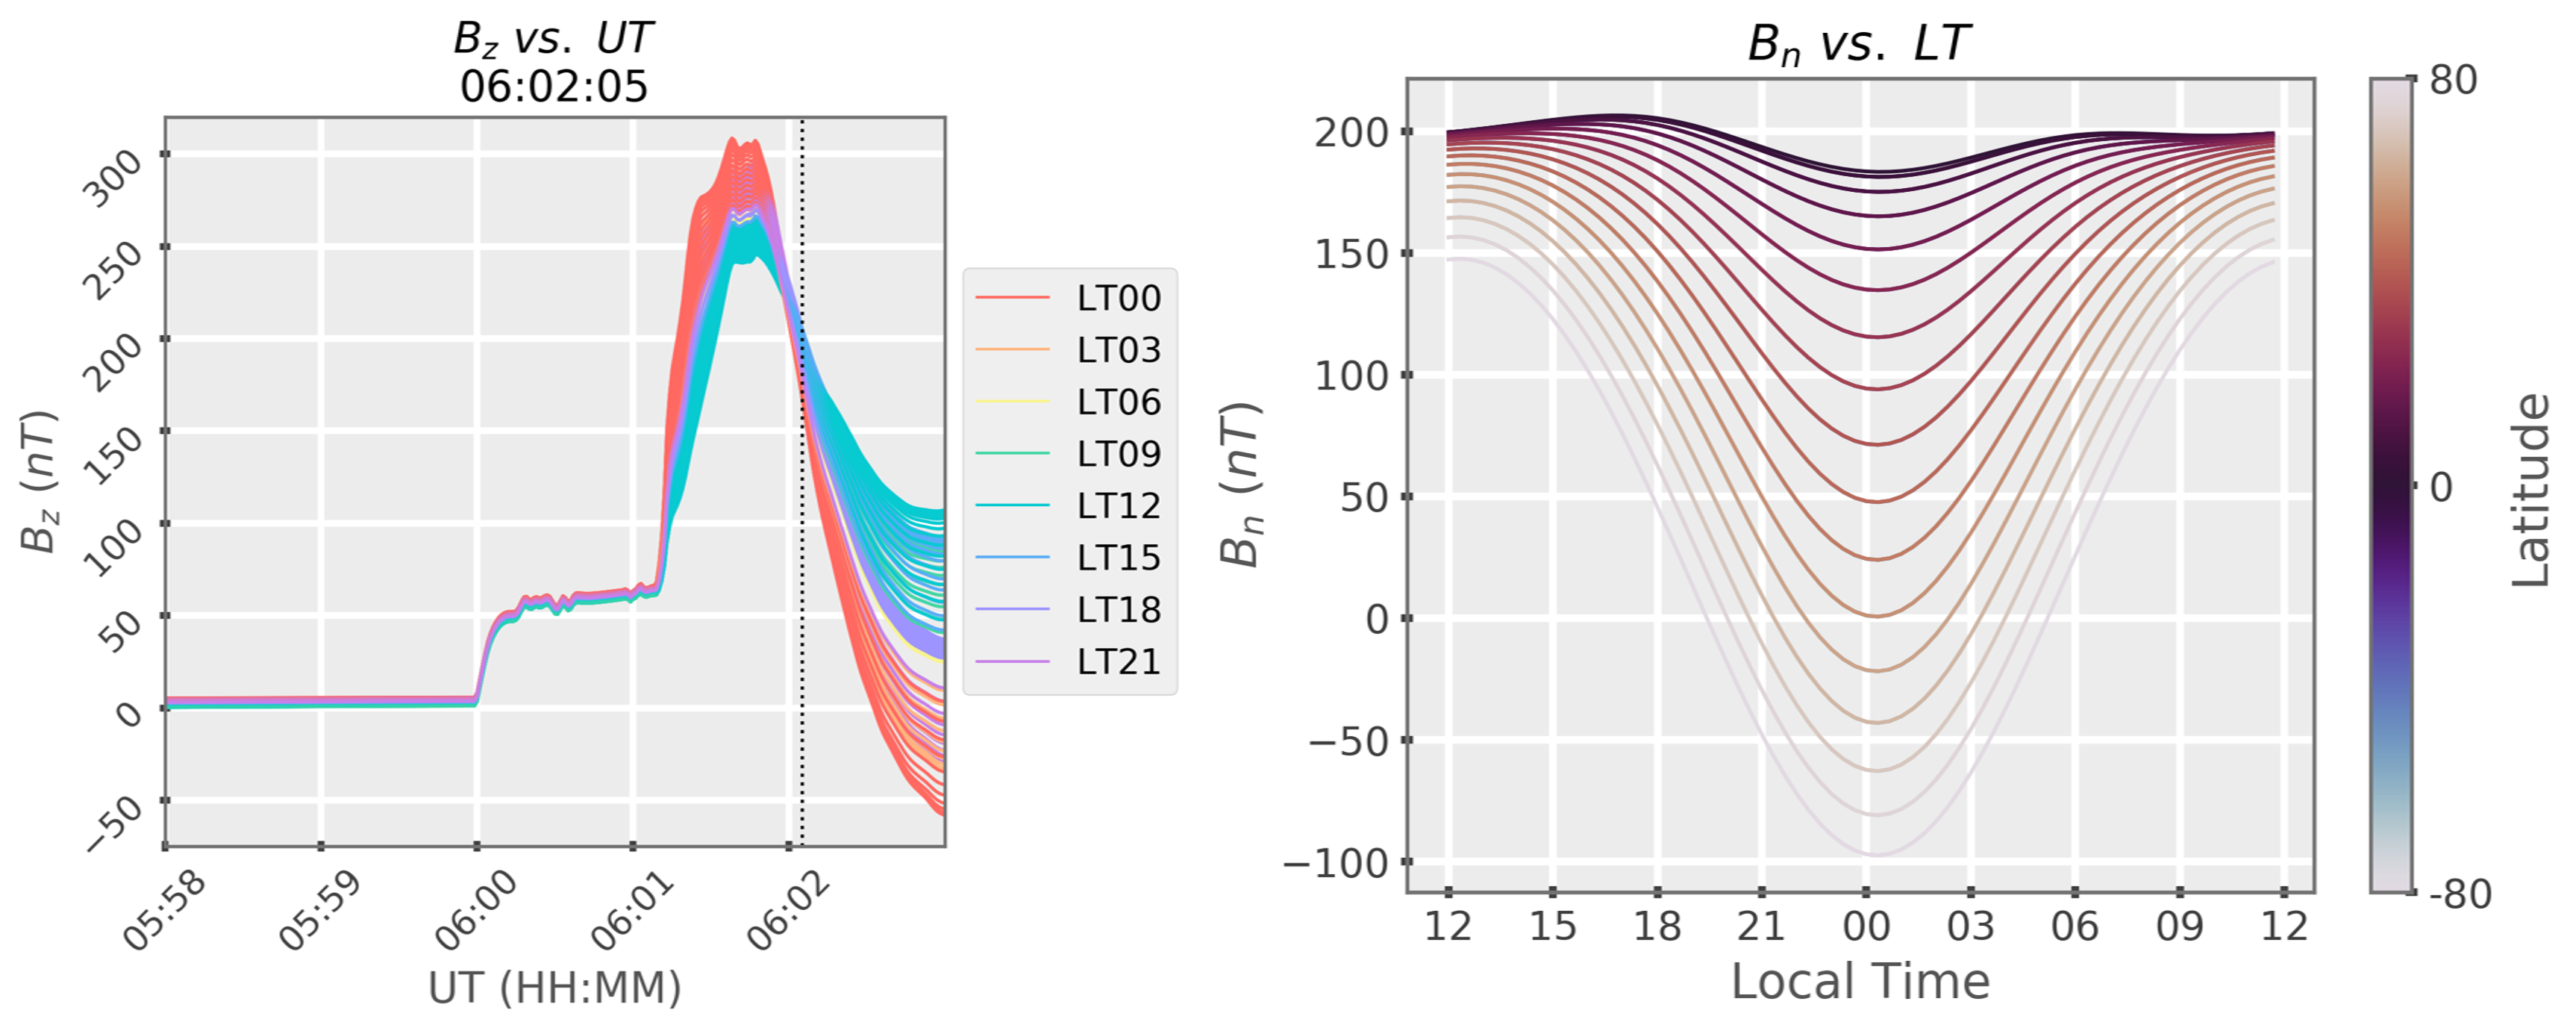 Bz vs. UT
06:02:05
300
250
200
150
100
50
0
−50
Bz (nT)
05:58
05:59
06:00
06:01
06:02
UT (HH:MM)
LT00
LT03
LT06
LT09
LT12
LT15
LT18
LT21
Bn vs. LT
200
150
100
50
0
−50
−100
Bn (nT)
12
15
18
21
00
03
06
09
12
Local Time
80
0
-80
Latitude